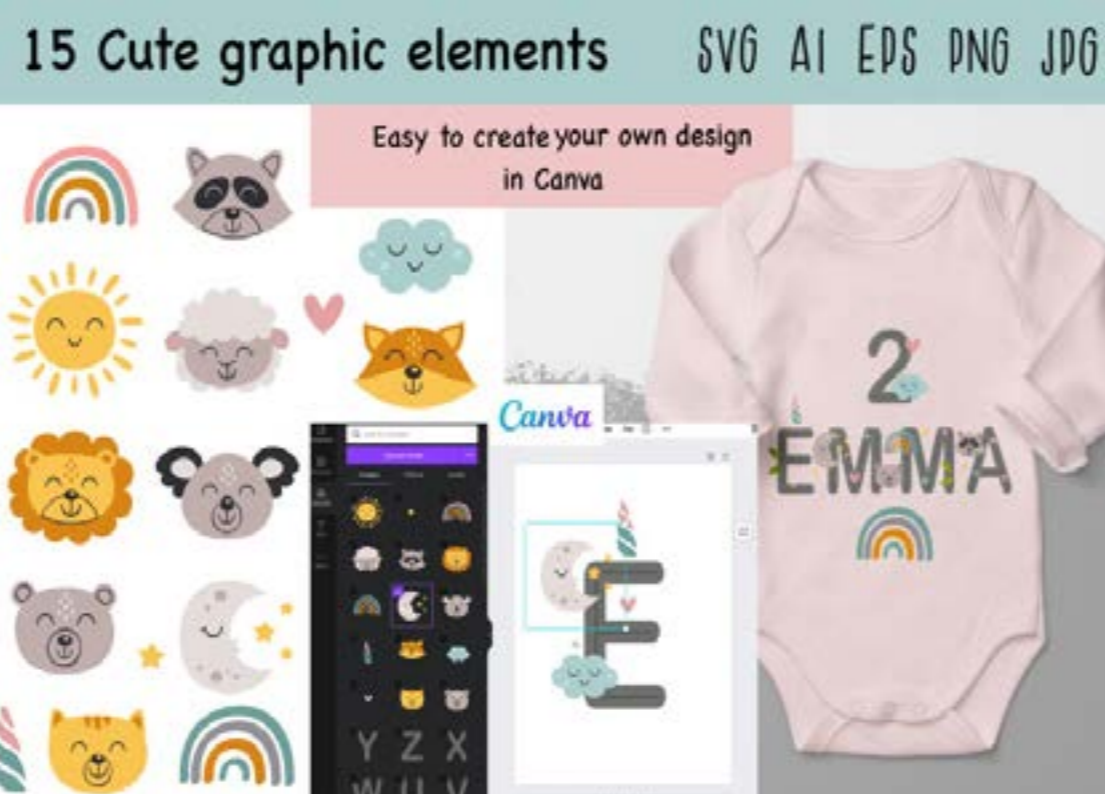 15 Cute graphic elements
SVG AI EPS PNG JPG
Easy to create your own design
in Canva
Canva
2
EMMA
E
Y Z X
W U V